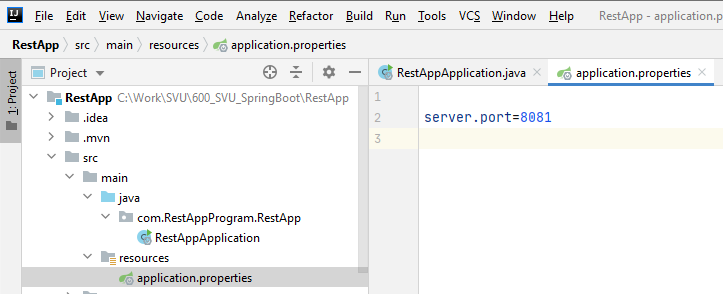 IJ File Edit View Navigate Code Analyze Refactor Build Run Tools VCS Window Help RestApp - application.p
RestApp src main resources application.properties
1: Project
Project
RestApp C:\Work\SVU\600_SVU_SpringBoot\RestApp
.idea
.mvn
src
main
java
com.RestAppProgram.RestApp
RestAppApplication
resources
application.properties
RestAppApplication.java application.properties
1
2 server.port=8081
3